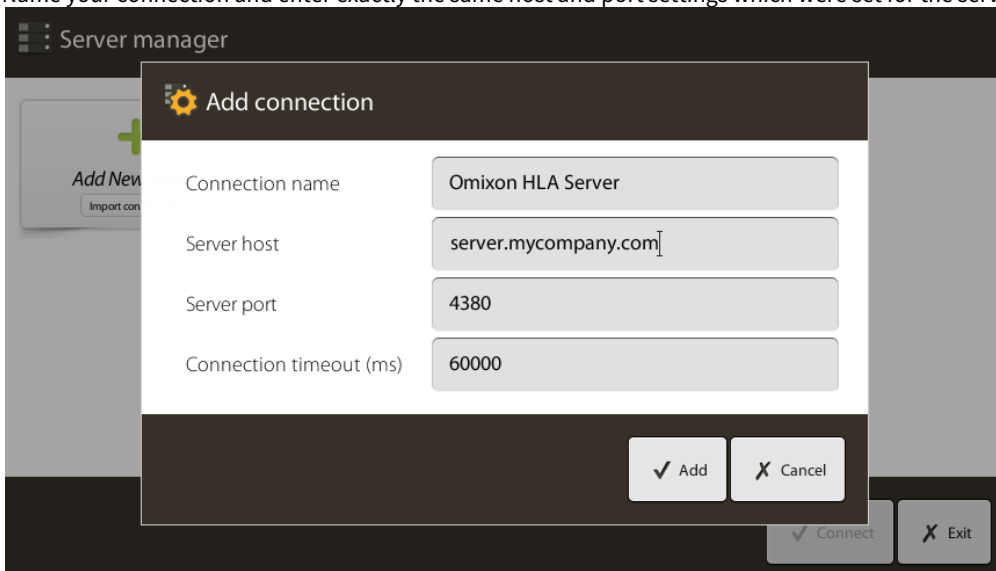 Name your connection and enter exactly the same host and port settings which were set for the
Server manager
Add connection
Add New
Import con
Connection name
Omixon HLA Server
Server host
server.mycompany.com
Server port
4380
Connection timeout (ms)
60000
Add
Cancel
Connect
Exit